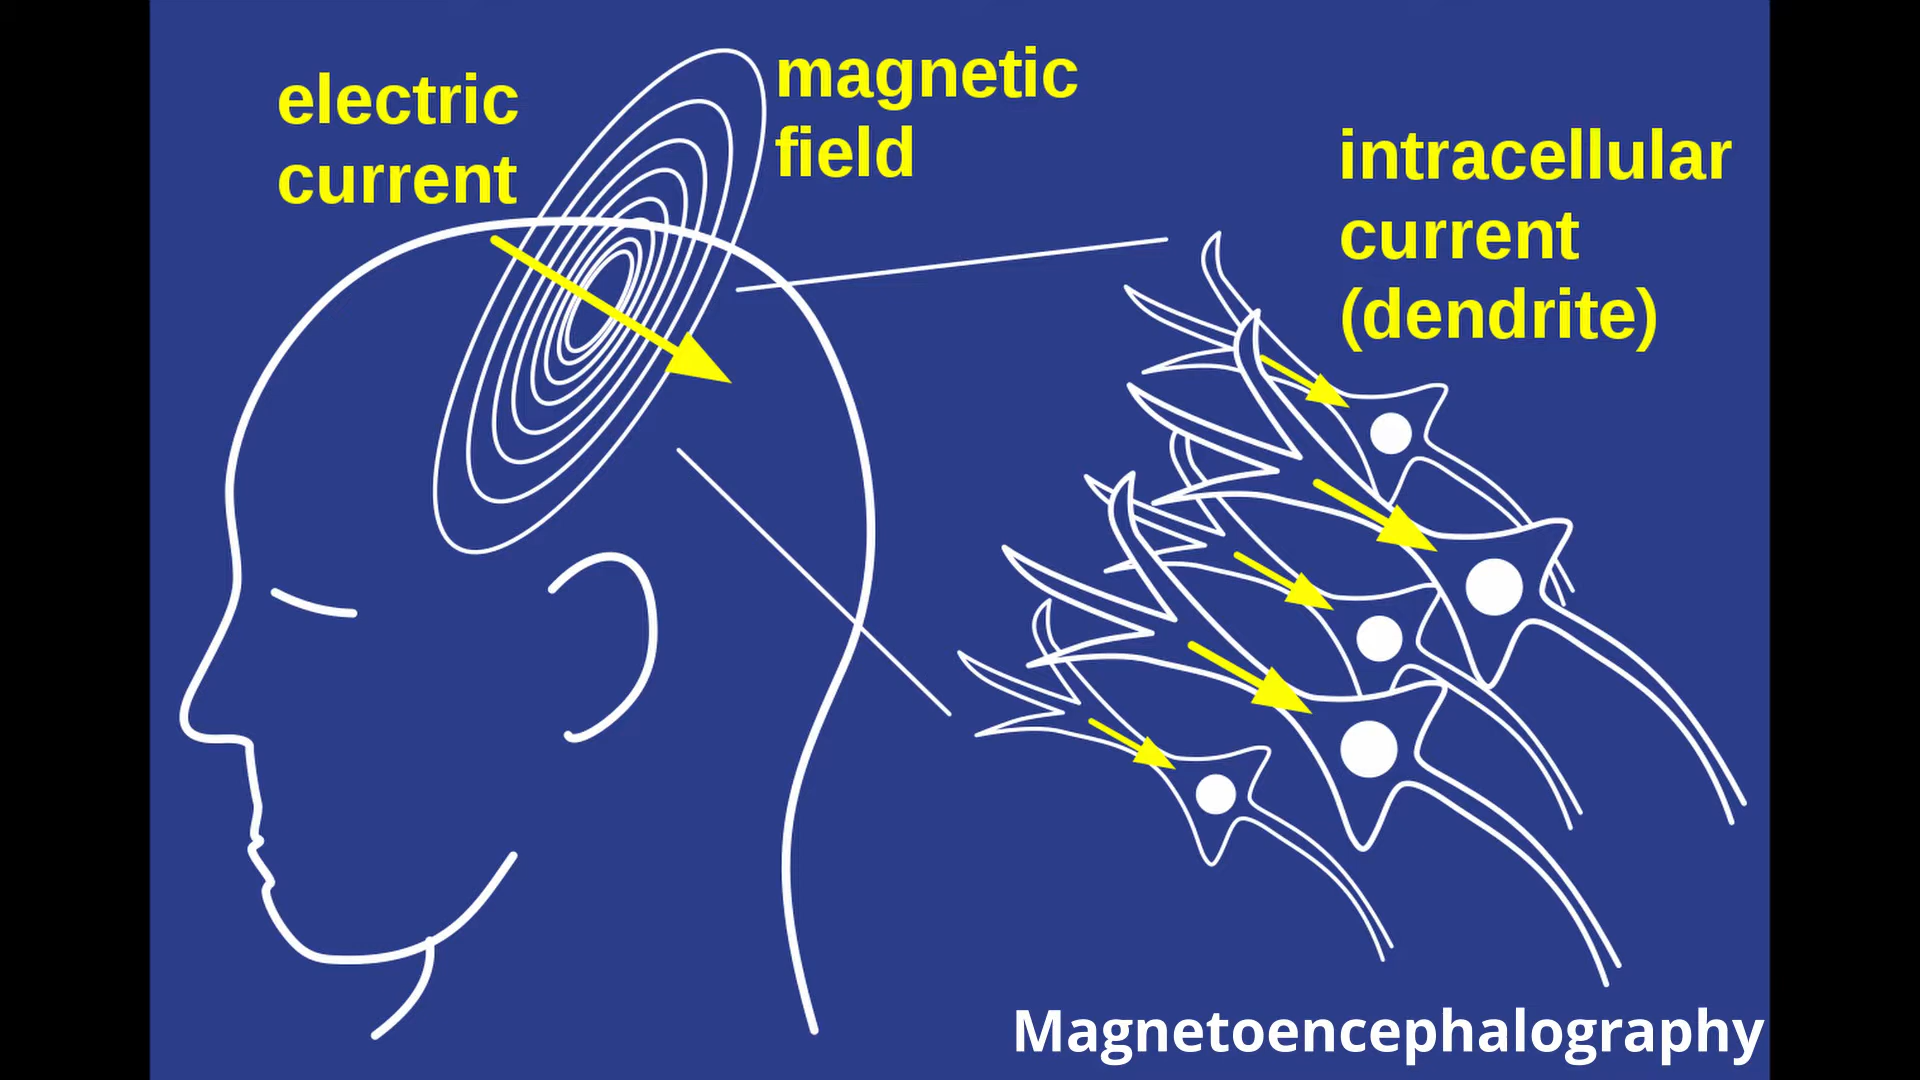 electric
current
magnetic
field
intracellular
current
(dendrite)
Magnetoencephalography